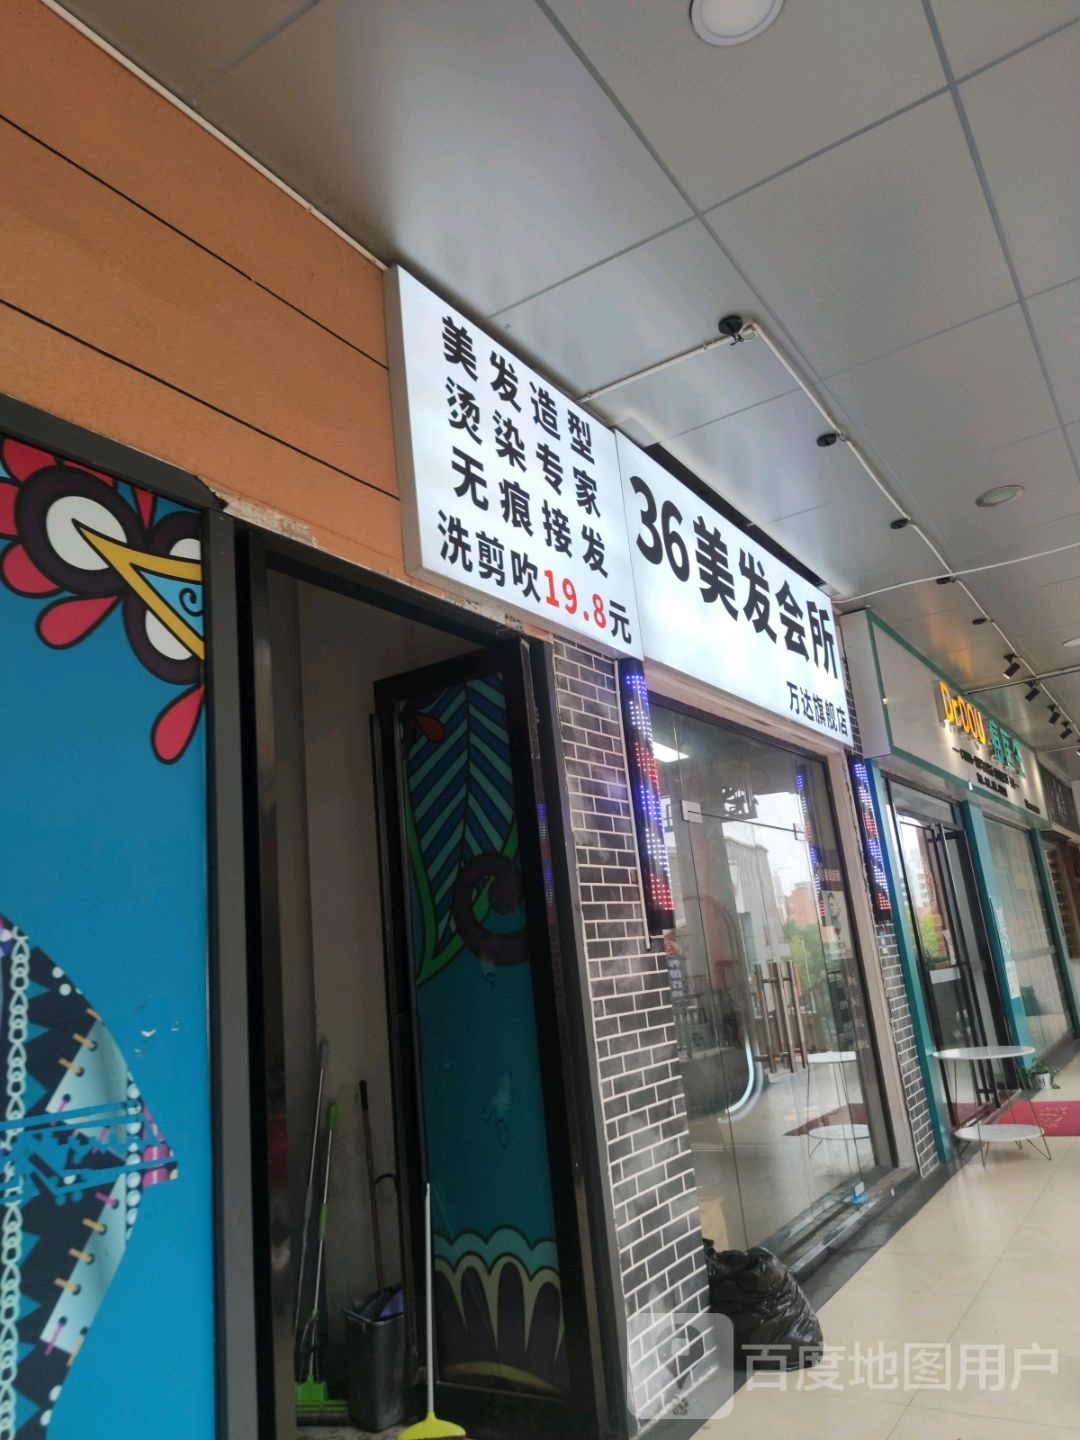 美发造型
烫染专家
无痕接发
洗剪吹19.8元
36美发会所
万达旗舰店
百度地图用户